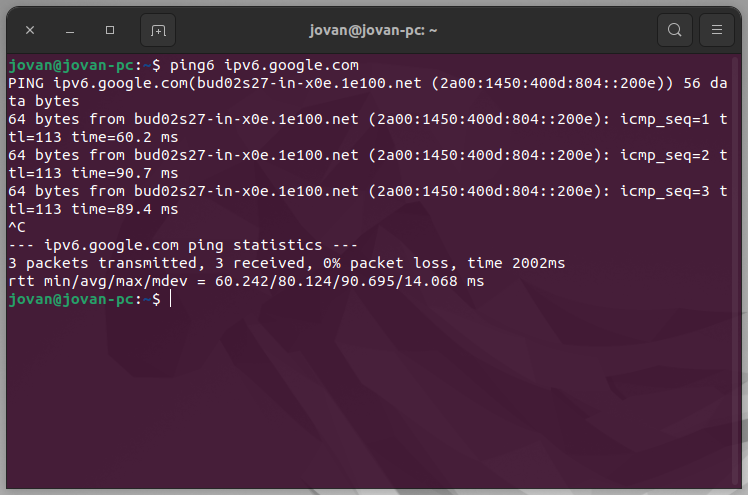 jovan@jovan-pc: ~
jovan@jovan-pc:~$ ping6 ipv6.google.com
PING ipv6.google.com(bud02s27-in-x0e.1e100.net (2a00:1450:400d:804::200e)) 56 da
ta bytes
64 bytes from bud02s27-in-x0e.1e100.net (2a00:1450:400d:804::200e): icmp_seq=1 t
tl=113 time=60.2 ms
64 bytes from bud02s27-in-x0e.1e100.net (2a00:1450:400d:804::200e): icmp_seq=2 t
tl=113 time=90.7 ms
64 bytes from bud02s27-in-x0e.1e100.net (2a00:1450:400d:804::200e): icmp_seq=3 t
tl=113 time=89.4 ms
^C
--- ipv6.google.com ping statistics ---
3 packets transmitted, 3 received, 0% packet loss, time 2002ms
rtt min/avg/max/mdev = 60.242/80.124/90.695/14.068 ms
jovan@jovan-pc:~$